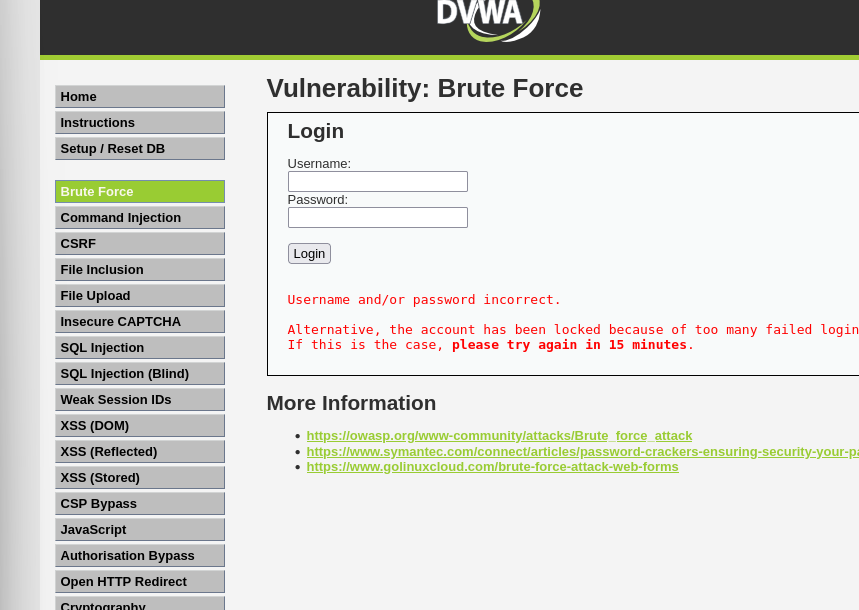 DVWA
Home
Instructions
Setup / Reset DB
Brute Force
Command Injection
CSRF
File Inclusion
File Upload
Insecure CAPTCHA
SQL Injection
SQL Injection (Blind)
Weak Session IDs
XSS (DOM)
XSS (Reflected)
XSS (Stored)
CSP Bypass
JavaScript
Authorisation Bypass
Open HTTP Redirect
Cryptography
Vulnerability: Brute Force
Login
Username:
Password:
Login
Username and/or password incorrect.
Alternative, the account has been locked because of too many failed login
If this is the case, please try again in 15 minutes.
More Information
• https://owasp.org/www-community/attacks/Brute_force_attack
• https://www.symantec.com/connect/articles/password-crackers-ensuring-security-your-pa
• https://www.golinuxcloud.com/brute-force-attack-web-forms